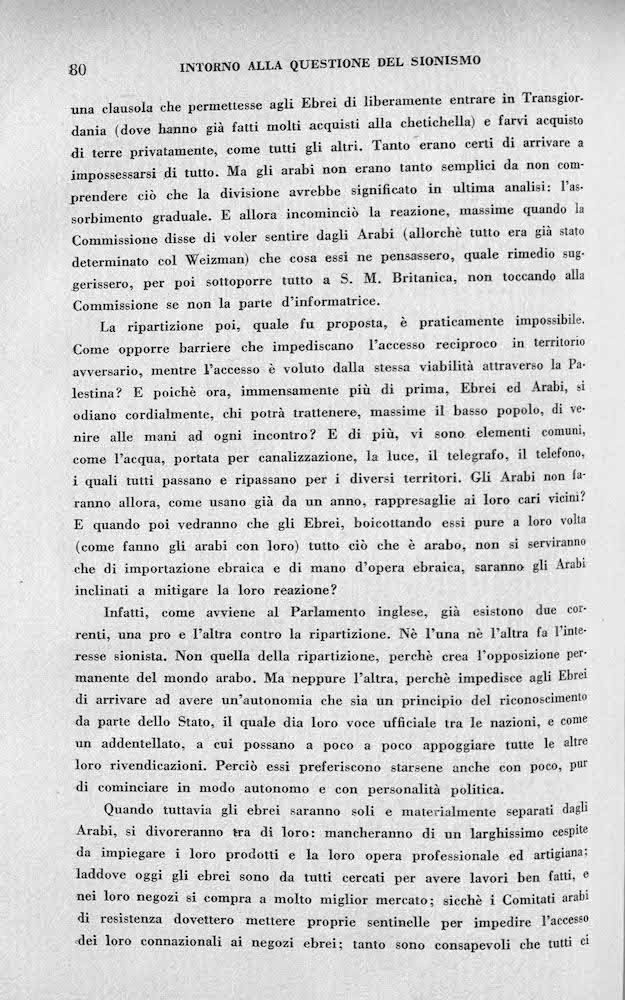 80
INTORNO ALLA QUESTIONE DEL SIONISMO
una clausola che permettesse agli Ebrei di liberamente entrare in Transgior-
dania (dove hanno già fatti molti acquisti alla chetichella) e farvi acquisto
di terre privatamente, come tutti gli altri. Tanto erano certi di arrivare a
impossessarsi di tutto. Ma gli arabi non erano tanto semplici da non com-
prendere ciò che la divisione avrebbe significato in ultima analisi: l'as-
sorbimento graduale. E allora incominciò la reazione, massime quando la
Commissione disse di voler sentire dagli Arabi (allorchè tutto era già stato
determinato col Weizman) che cosa essi ne pensassero, quale rimedio sug-
gerissero, per poi sottoporre tutto a S. M. Britanica, non toccando alla
Commissione se non la parte d'informatrice.
La ripartizione poi, quale fu proposta, è praticamente impossibile.
Come opporre barriere che impediscano l'accesso reciproco in territorio
avversario, mentre l'accesso è voluto dalla stessa viabilità attraverso la Pa-
lestina? E poichè ora, immensamente più di prima, Ebrei ed Arabi, si
odiano cordialmente, chi potrà trattenere, massime il basso popolo, di ve-
nire alle mani ad ogni incontro? E di più, vi sono elementi comuni,
come l'acqua, portata per canalizzazione, la luce, il telegrafo, il telefono,
i quali tutti passano e ripassano per i diversi territori. Gli Arabi non fa-
ranno allora, come usano già da un anno, rappresaglie ai loro cari vicini?
E quando poi vedranno che gli Ebrei, boicottando essi pure a loro volta
(come fanno gli arabi con loro) tutto ciò che è arabo, non si serviranno
che di importazione ebraica e di mano d'opera ebraica, saranno gli Arabi
inclinati a mitigare la loro reazione?
Infatti, come avviene al Parlamento inglese, già esistono due cor-
renti, una pro e l'altra contro la ripartizione. Nè l'una nè l'altra fa l'inte-
resse sionista. Non quella della ripartizione, perchè crea l'opposizione per-
manente del mondo arabo. Ma neppure l'altra, perchè impedisce agli Ebrei
di arrivare ad avere un'autonomia che sia un principio del riconoscimento
da parte dello Stato, il quale dia loro voce ufficiale tra le nazioni, e come
un addentellato, a cui possano a poco a poco appoggiare tutte le altre
loro rivendicazioni. Perciò essi preferiscono starsene anche con poco, pur
di cominciare in modo autonomo e con personalità politica.
Quando tuttavia gli ebrei saranno soli e materialmente separati dagli
Arabi, si divoreranno tra di loro: mancheranno di un larghissimo cespite
da impiegare i loro prodotti e la loro opera professionale ed artigiana;
laddove oggi gli ebrei sono da tutti cercati per avere lavori ben fatti, e
nei loro negozi si compra a molto miglior mercato; sicchè i Comitati arabi
di resistenza dovettero mettere proprie sentinelle per impedire l'accesso
dei loro connazionali ai negozi ebrei; tanto sono consapevoli che tutti ci